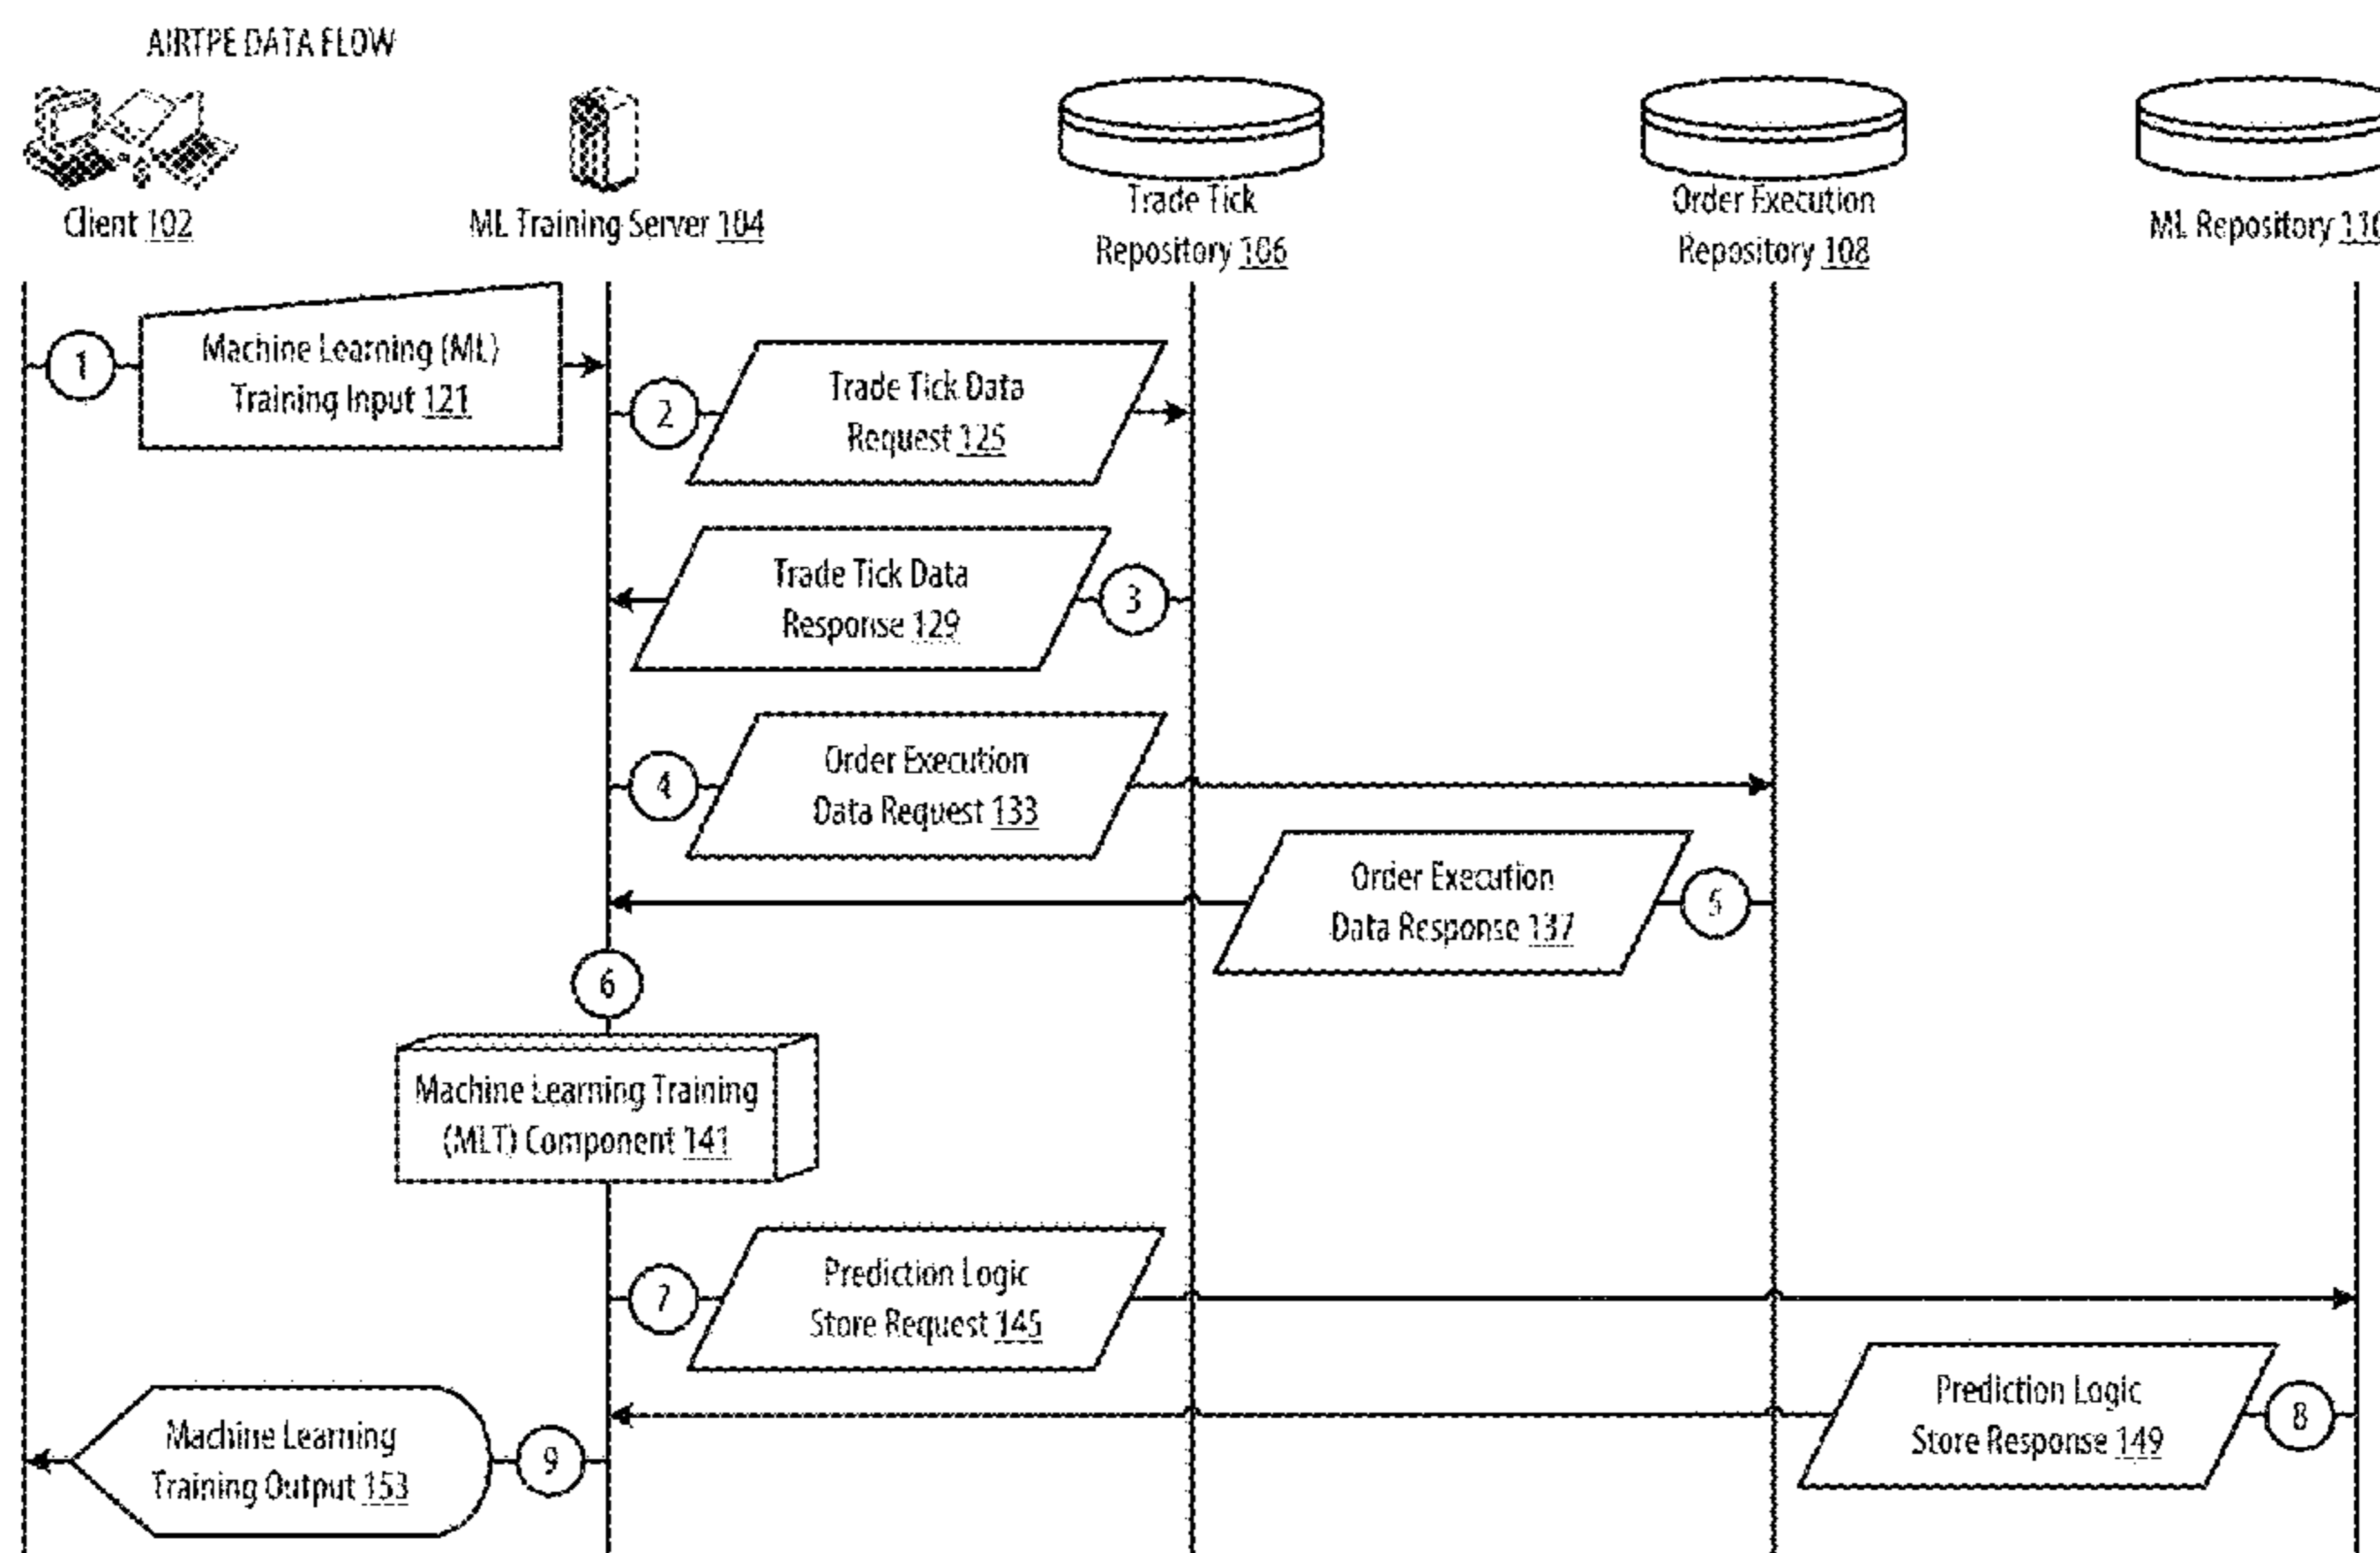 AIRTPE DATA FLOW
Client 102
ML Training Server 104
Trade Tick
Repository 106
Order Execution
Repository 108
ML Repository 110
1
Machine Learning (ML)
Training Input 121
2
Trade Tick Data
Request 125
Trade Tick Data
Response 129
3
4
Order Execution
Data Request 133
Order Execution
Data Response 137
5
6
Machine Learning Training
(MLT) Component 141
7
Prediction Logic
Store Request 145
Prediction Logic
Store Response 149
8
Machine Learning
Training Output 153
9